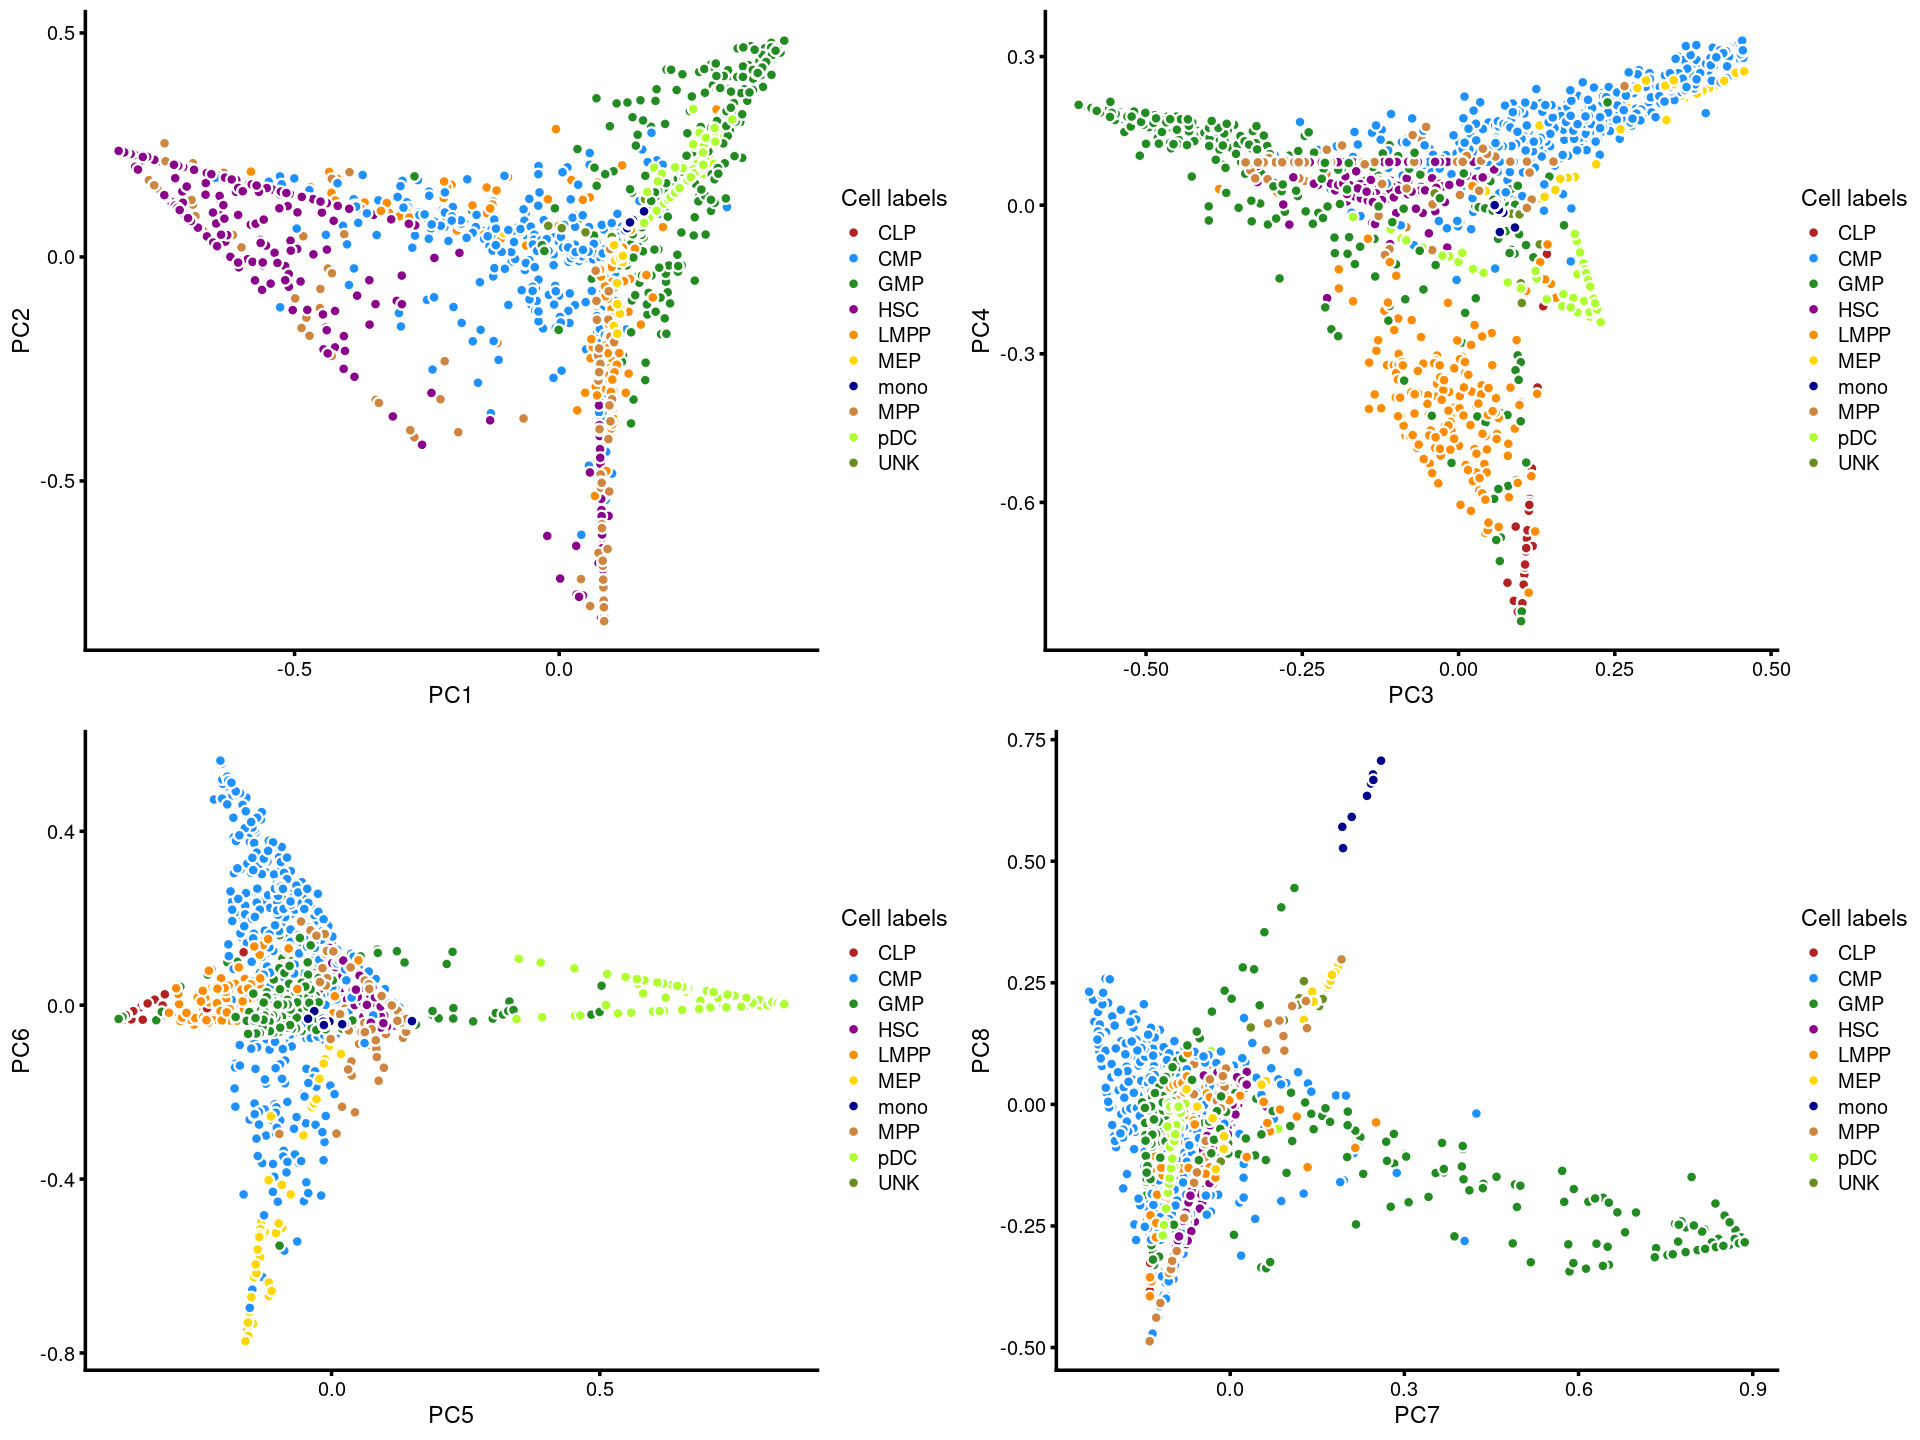 0.5
0.0
-0.5
PC2
-0.5
0.0
PC1
Cell labels
CLP
CMP
GMP
HSC
LMPP
MEP
mono
MPP
pDC
UNK
0.3
0.0
-0.3
-0.6
PC4
-0.50
-0.25
0.00
0.25
0.50
PC3
Cell labels
CLP
CMP
GMP
HSC
LMPP
MEP
mono
MPP
pDC
UNK
0.4
0.0
-0.4
-0.8
PC6
0.0
0.5
PC5
Cell labels
CLP
CMP
GMP
HSC
LMPP
MEP
mono
MPP
pDC
UNK
0.75
0.50
0.25
0.00
-0.25
-0.50
PC8
0.0
0.3
0.6
0.9
PC7
Cell labels
CLP
CMP
GMP
HSC
LMPP
MEP
mono
MPP
pDC
UNK